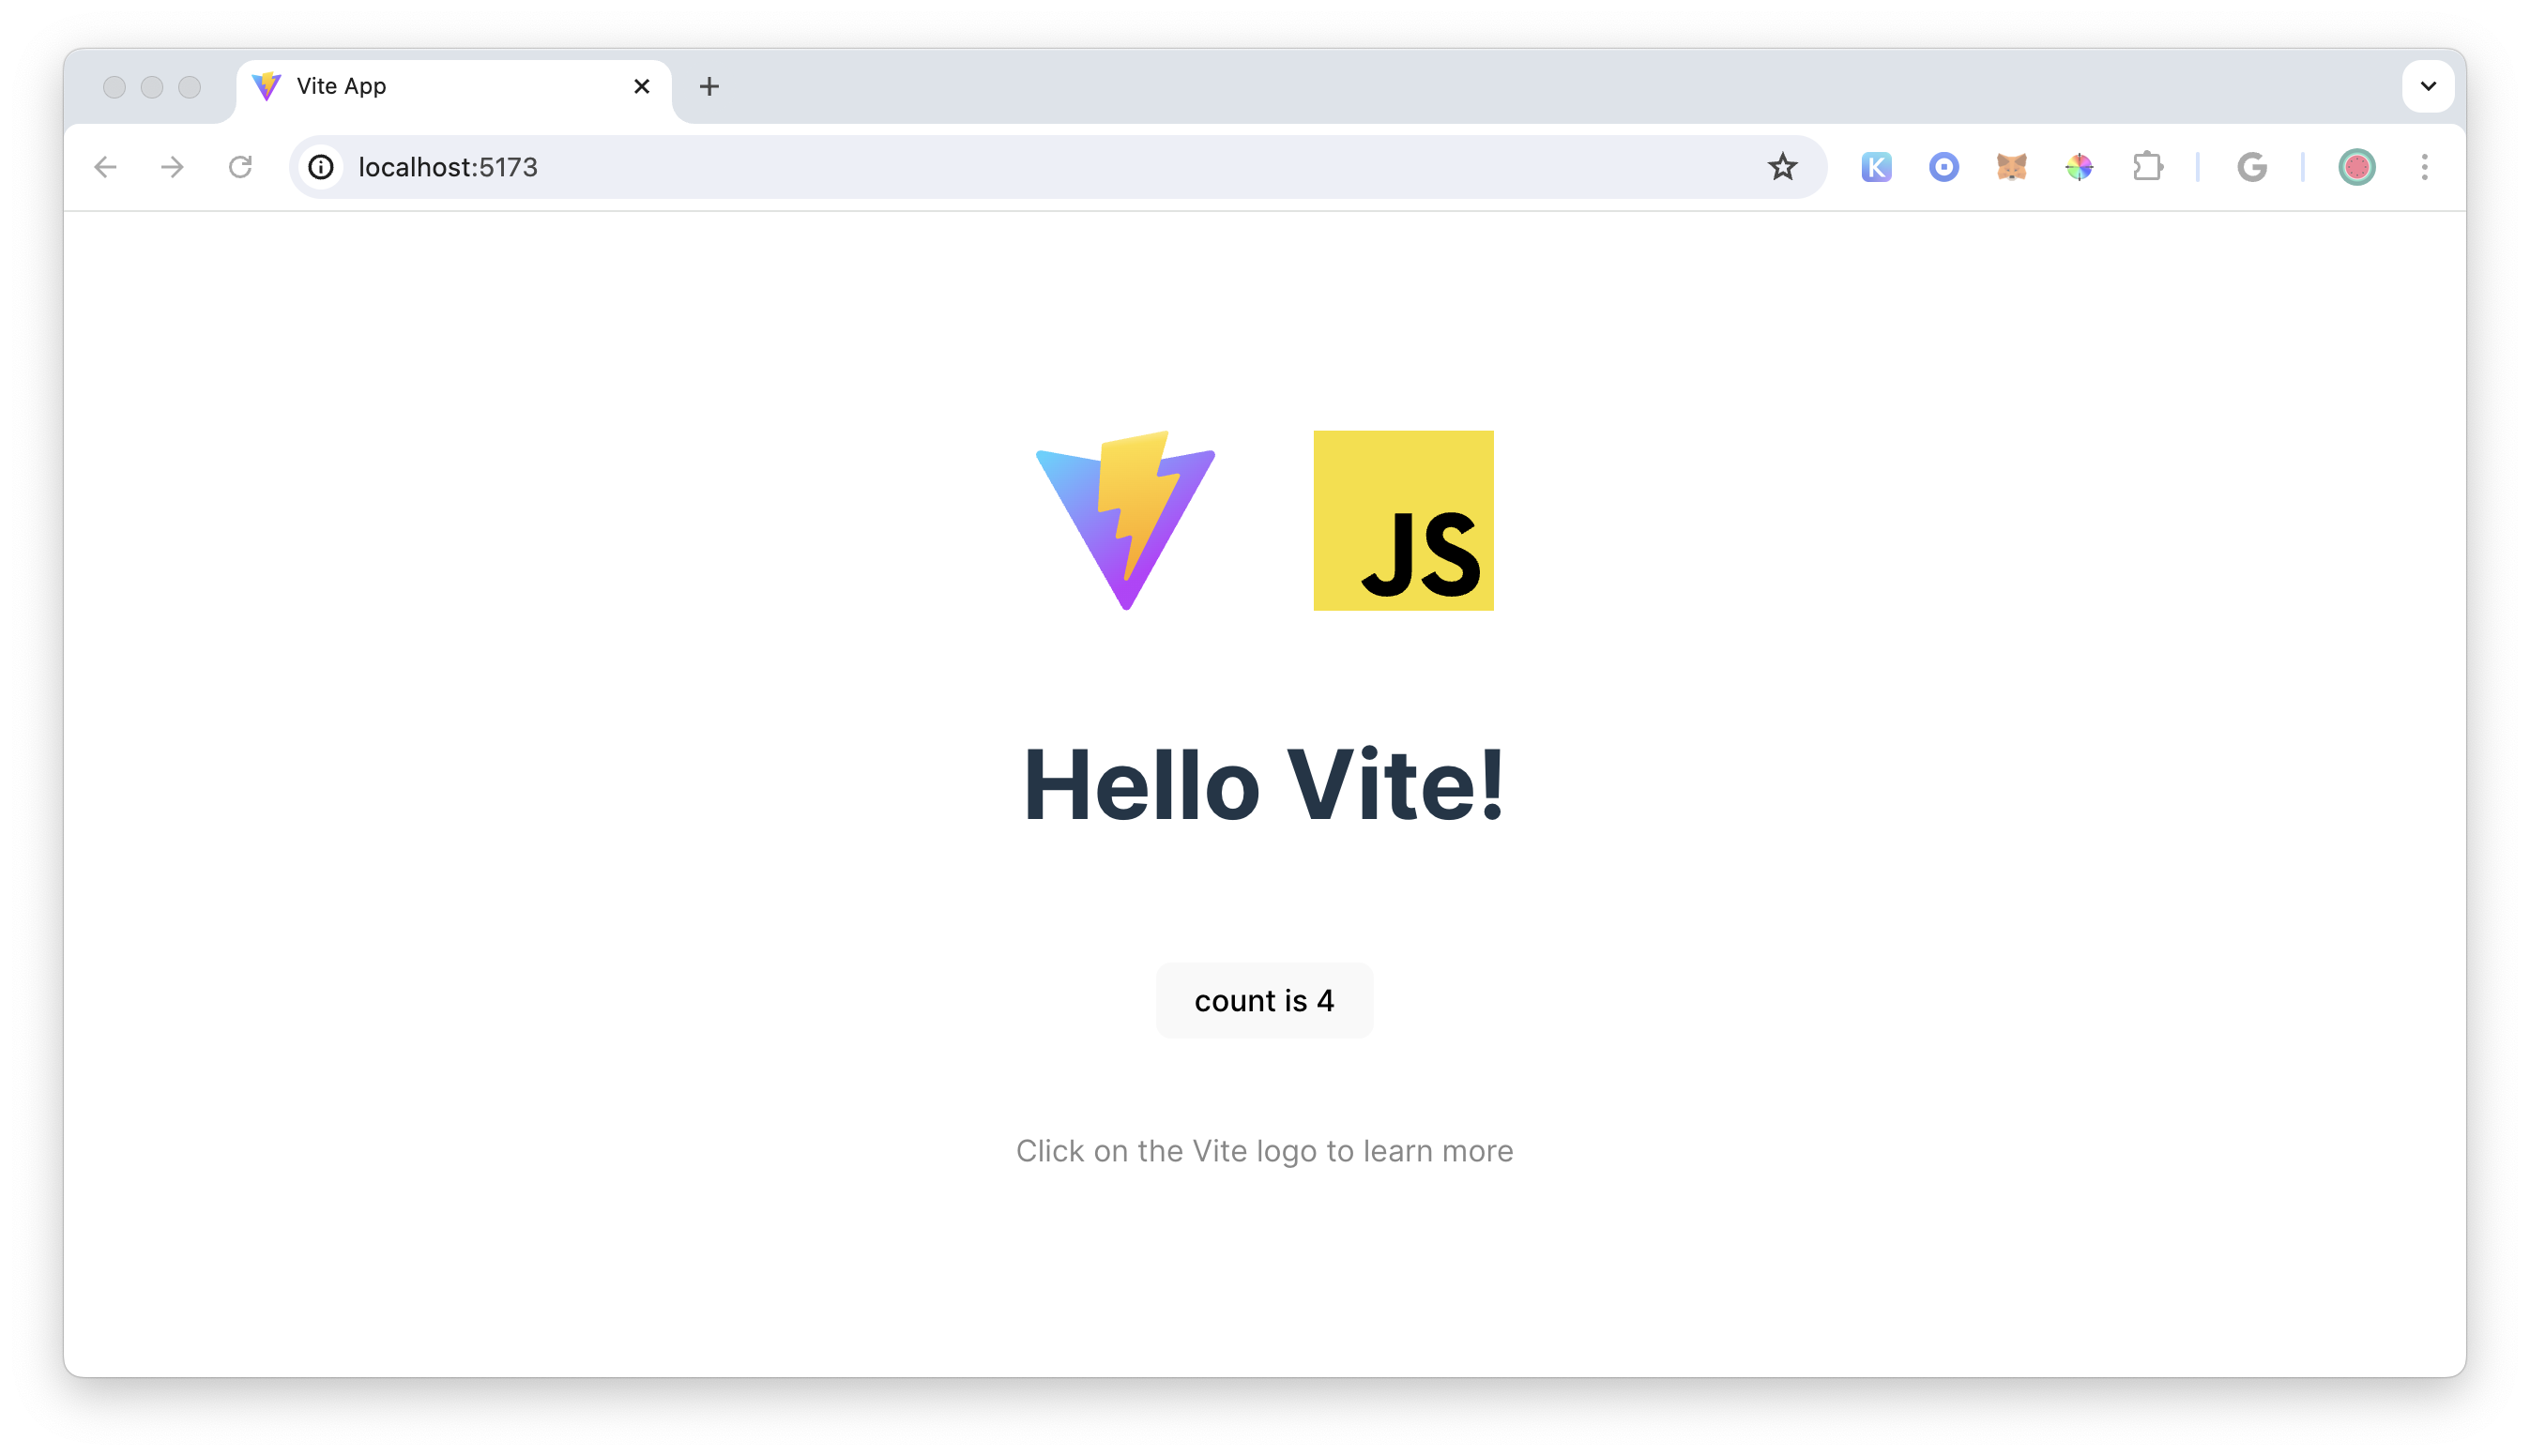 Vite App
localhost:5173
K
G
JS
Hello Vite!
count is 4
Click on the Vite logo to learn more